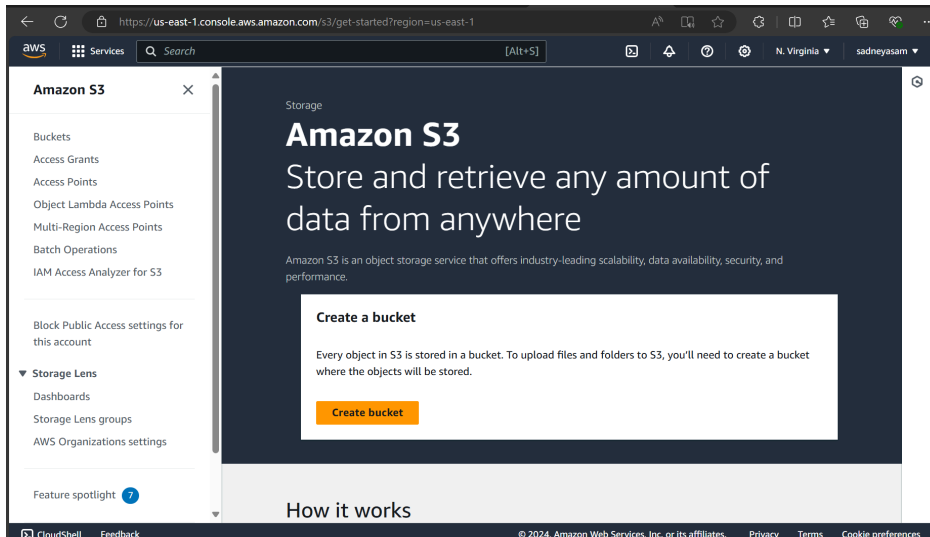 https://us-east-1.console.aws.amazon.com/s3/get-started?region=us-east-1
aws
Services
Search
[Alt+S]
N. Virginia
sadneyasam
Amazon S3
Buckets
Access Grants
Access Points
Object Lambda Access Points
Multi-Region Access Points
Batch Operations
IAM Access Analyzer for S3
Block Public Access settings for
this account
Storage Lens
Dashboards
Storage Lens groups
AWS Organizations settings
Feature spotlight 7
Storage
Amazon S3
Store and retrieve any amount of
data from anywhere
Amazon S3 is an object storage service that offers industry-leading scalability, data availability, security, and
performance.
Create a bucket
Every object in S3 is stored in a bucket. To upload files and folders to S3, you'll need to create a bucket
where the objects will be stored.
Create bucket
How it works
CloudShell
Feedback
© 2024, Amazon Web Services, Inc. or its affiliates.
Privacy
Terms
Cookie preferences